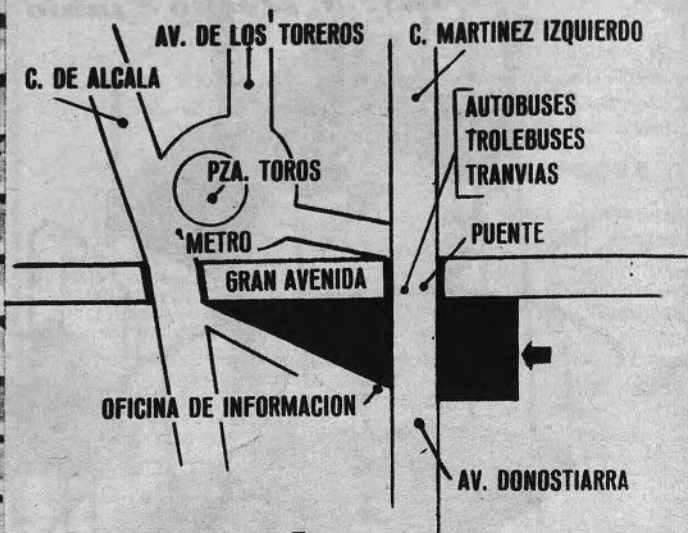 AV. DE LOS TOREROS
C. MARTINEZ IZQUIERDO
C. DE ALCALA
AUTOBUSES
TROLEBUSES
TRANVIAS
PZA. TOROS
METRO
PUENTE
GRAN AVENIDA
OFICINA DE INFORMACION
AV. DONOSTIARRA